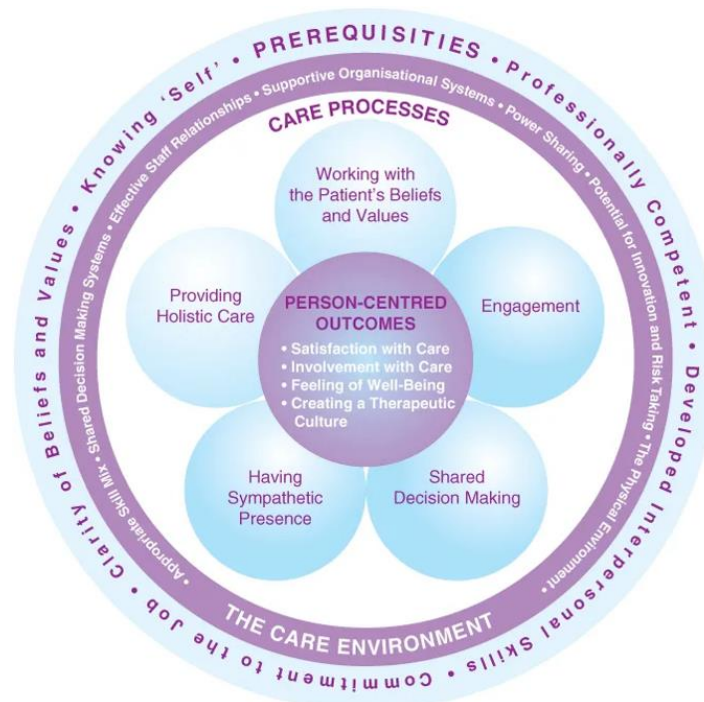 PREREQUISITIES • Professionally Competent • Developed Interpersonal Skills • Commitment to the Job • Clarity of Beliefs and Values • Knowing ‘Self’ •
• Appropriate Skill Mix • Shared Decision Making Systems • Effective Staff Relationships • Supportive Organisational Systems • Power Sharing • Potential for Innovation and Risk Taking • The Physical Environment •
THE CARE ENVIRONMENT
CARE PROCESSES
Working with
the Patient’s Beliefs
and Values
Providing
Holistic Care
Engagement
PERSON-CENTRED
OUTCOMES
• Satisfaction with Care
• Involvement with Care
• Feeling of Well-Being
• Creating a Therapeutic
Culture
Having
Sympathetic
Presence
Shared
Decision Making